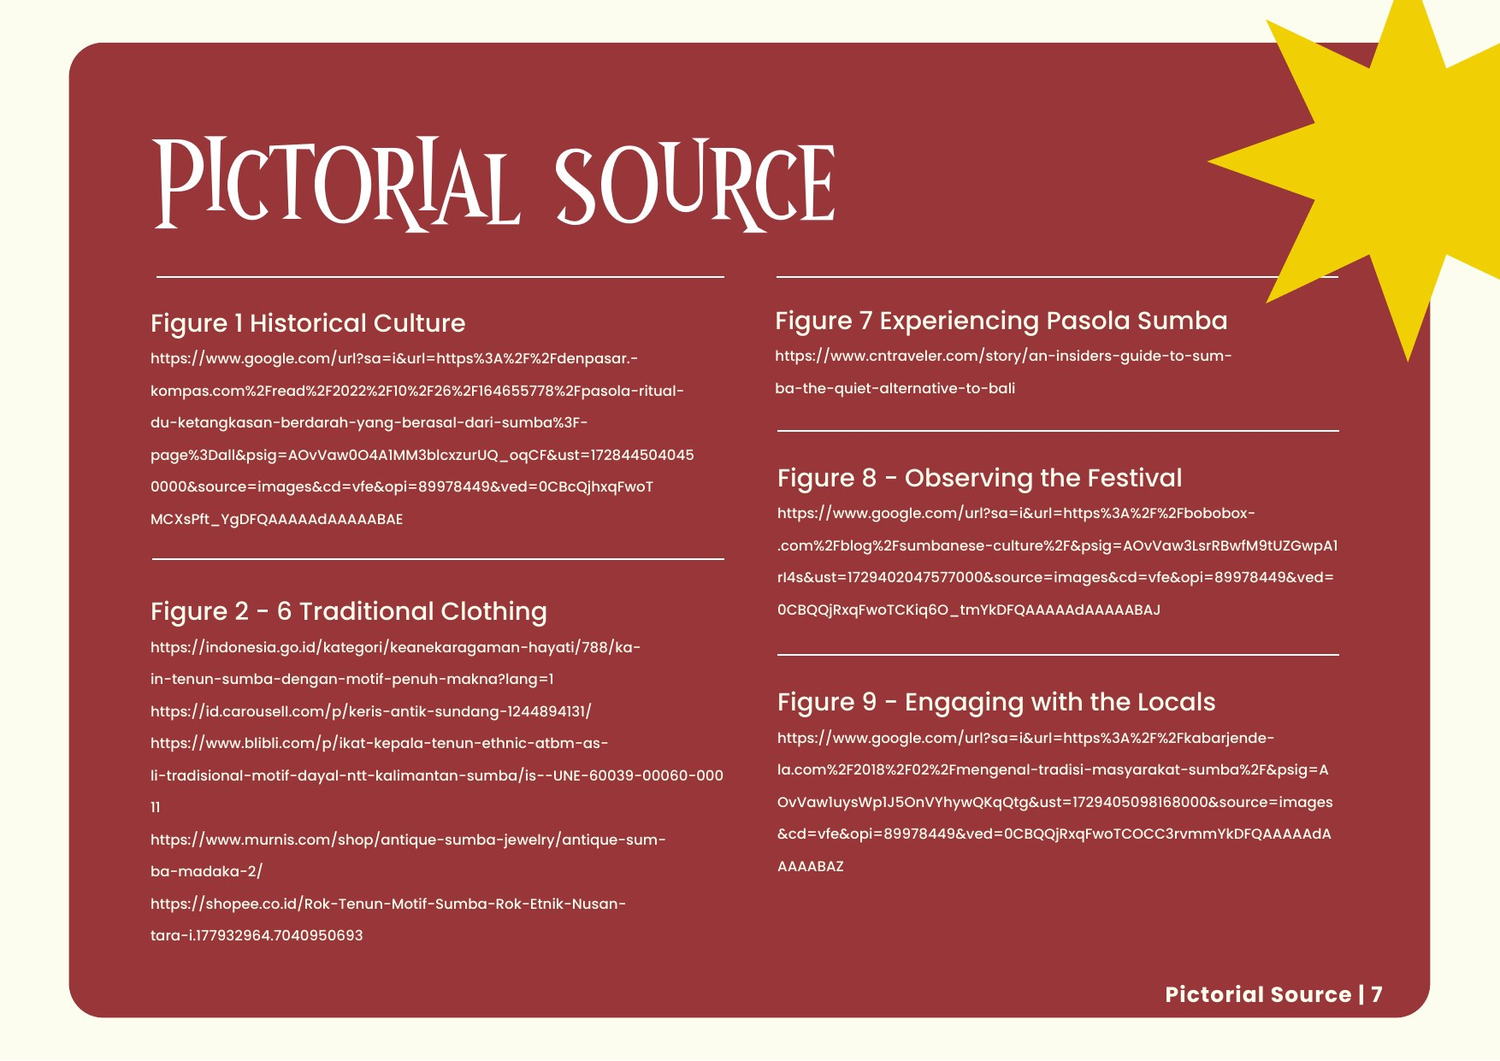 PICTORIAL SOURCE
Figure 1 Historical Culture
https://www.google.com/url?sa=i&url=https%3A%2F%2Fdenpasar.-
kompas.com%2Fread%2F2022%2F10%2F26%2F164655778%2Fpasola-ritual-
du-ketangkasan-berdarah-yang-berasal-dari-sumba%3F-
page%3Dall&psig=AOvVaw0O4A1MM3blcxzurUQ_oqCF&ust=172844504045
0000&source=images&cd=vfe&opi=89978449&ved=0CBcQjhxqFwoT
MCXsPft_YgDFQAAAAAdAAAAABAE
Figure 2 - 6 Traditional Clothing
https://indonesia.go.id/kategori/keanekaragaman-hayati/788/ka-
in-tenun-sumba-dengan-motif-penuh-makna?lang=1
https://id.carousell.com/p/keris-antik-sundang-1244894131/
https://www.blibli.com/p/ikat-kepala-tenun-ethnic-atbm-as-
li-tradisional-motif-dayal-ntt-kalimantan-sumba/is--UNE-60039-00060-000
11
https://www.murnis.com/shop/antique-sumba-jewelry/antique-sum-
ba-madaka-2/
https://shopee.co.id/Rok-Tenun-Motif-Sumba-Rok-Etnik-Nusan-
tara-i.177932964.7040950693
Figure 7 Experiencing Pasola Sumba
https://www.cntraveler.com/story/an-insiders-guide-to-sum-
ba-the-quiet-alternative-to-bali
Figure 8 - Observing the Festival
https://www.google.com/url?sa=i&url=https%3A%2F%2Fbobobox-
.com%2Fblog%2Fsumbanese-culture%2F&psig=AOvVaw3LsrRBwfM9tUZGwpA1
rI4s&ust=1729402047577000&source=images&cd=vfe&opi=89978449&ved=
0CBQQjRxqFwoTCKiq6O_tmYkDFQAAAAAdAAAAABAJ
Figure 9 - Engaging with the Locals
https://www.google.com/url?sa=i&url=https%3A%2F%2Fkabarjende-
la.com%2F2018%2F02%2Fmengenal-tradisi-masyarakat-sumba%2F&psig=A
OvVaw1uysWp1J5OnVYhywQKqQtg&ust=1729405098168000&source=images
&cd=vfe&opi=89978449&ved=0CBQQjRxqFwoTCOCC3rvmmYkDFQAAAAAdA
AAAABAZ
Pictorial Source | 7